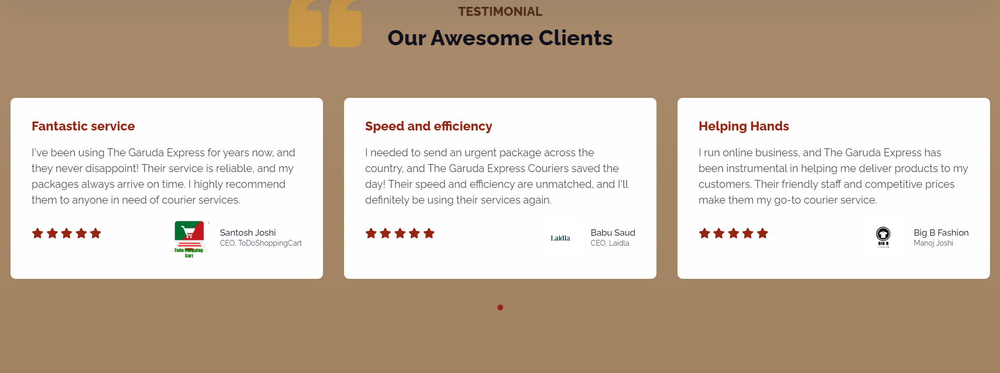 TESTIMONIAL
Our Awesome Clients
Fantastic service
I've been using The Garuda Express for years now, and
they never disappoint! Their service is reliable, and my
packages always arrive on time. I highly recommend
them to anyone in need of courier services.
Todo Shopping
Cart
Santosh Joshi
CEO, ToDoShoppingCart
Speed and efficiency
I needed to send an urgent package across the
country, and The Garuda Express Couriers saved the
day! Their speed and efficiency are unmatched, and I'll
definitely be using their services again.
Laidla
Babu Saud
CEO, Laidla
Helping Hands
I run online business, and The Garuda Express has
been instrumental in helping me deliver products to my
customers. Their friendly staff and competitive prices
make them my go-to courier service.
BIG B
FASHION
Big B Fashion
Manoj Joshi